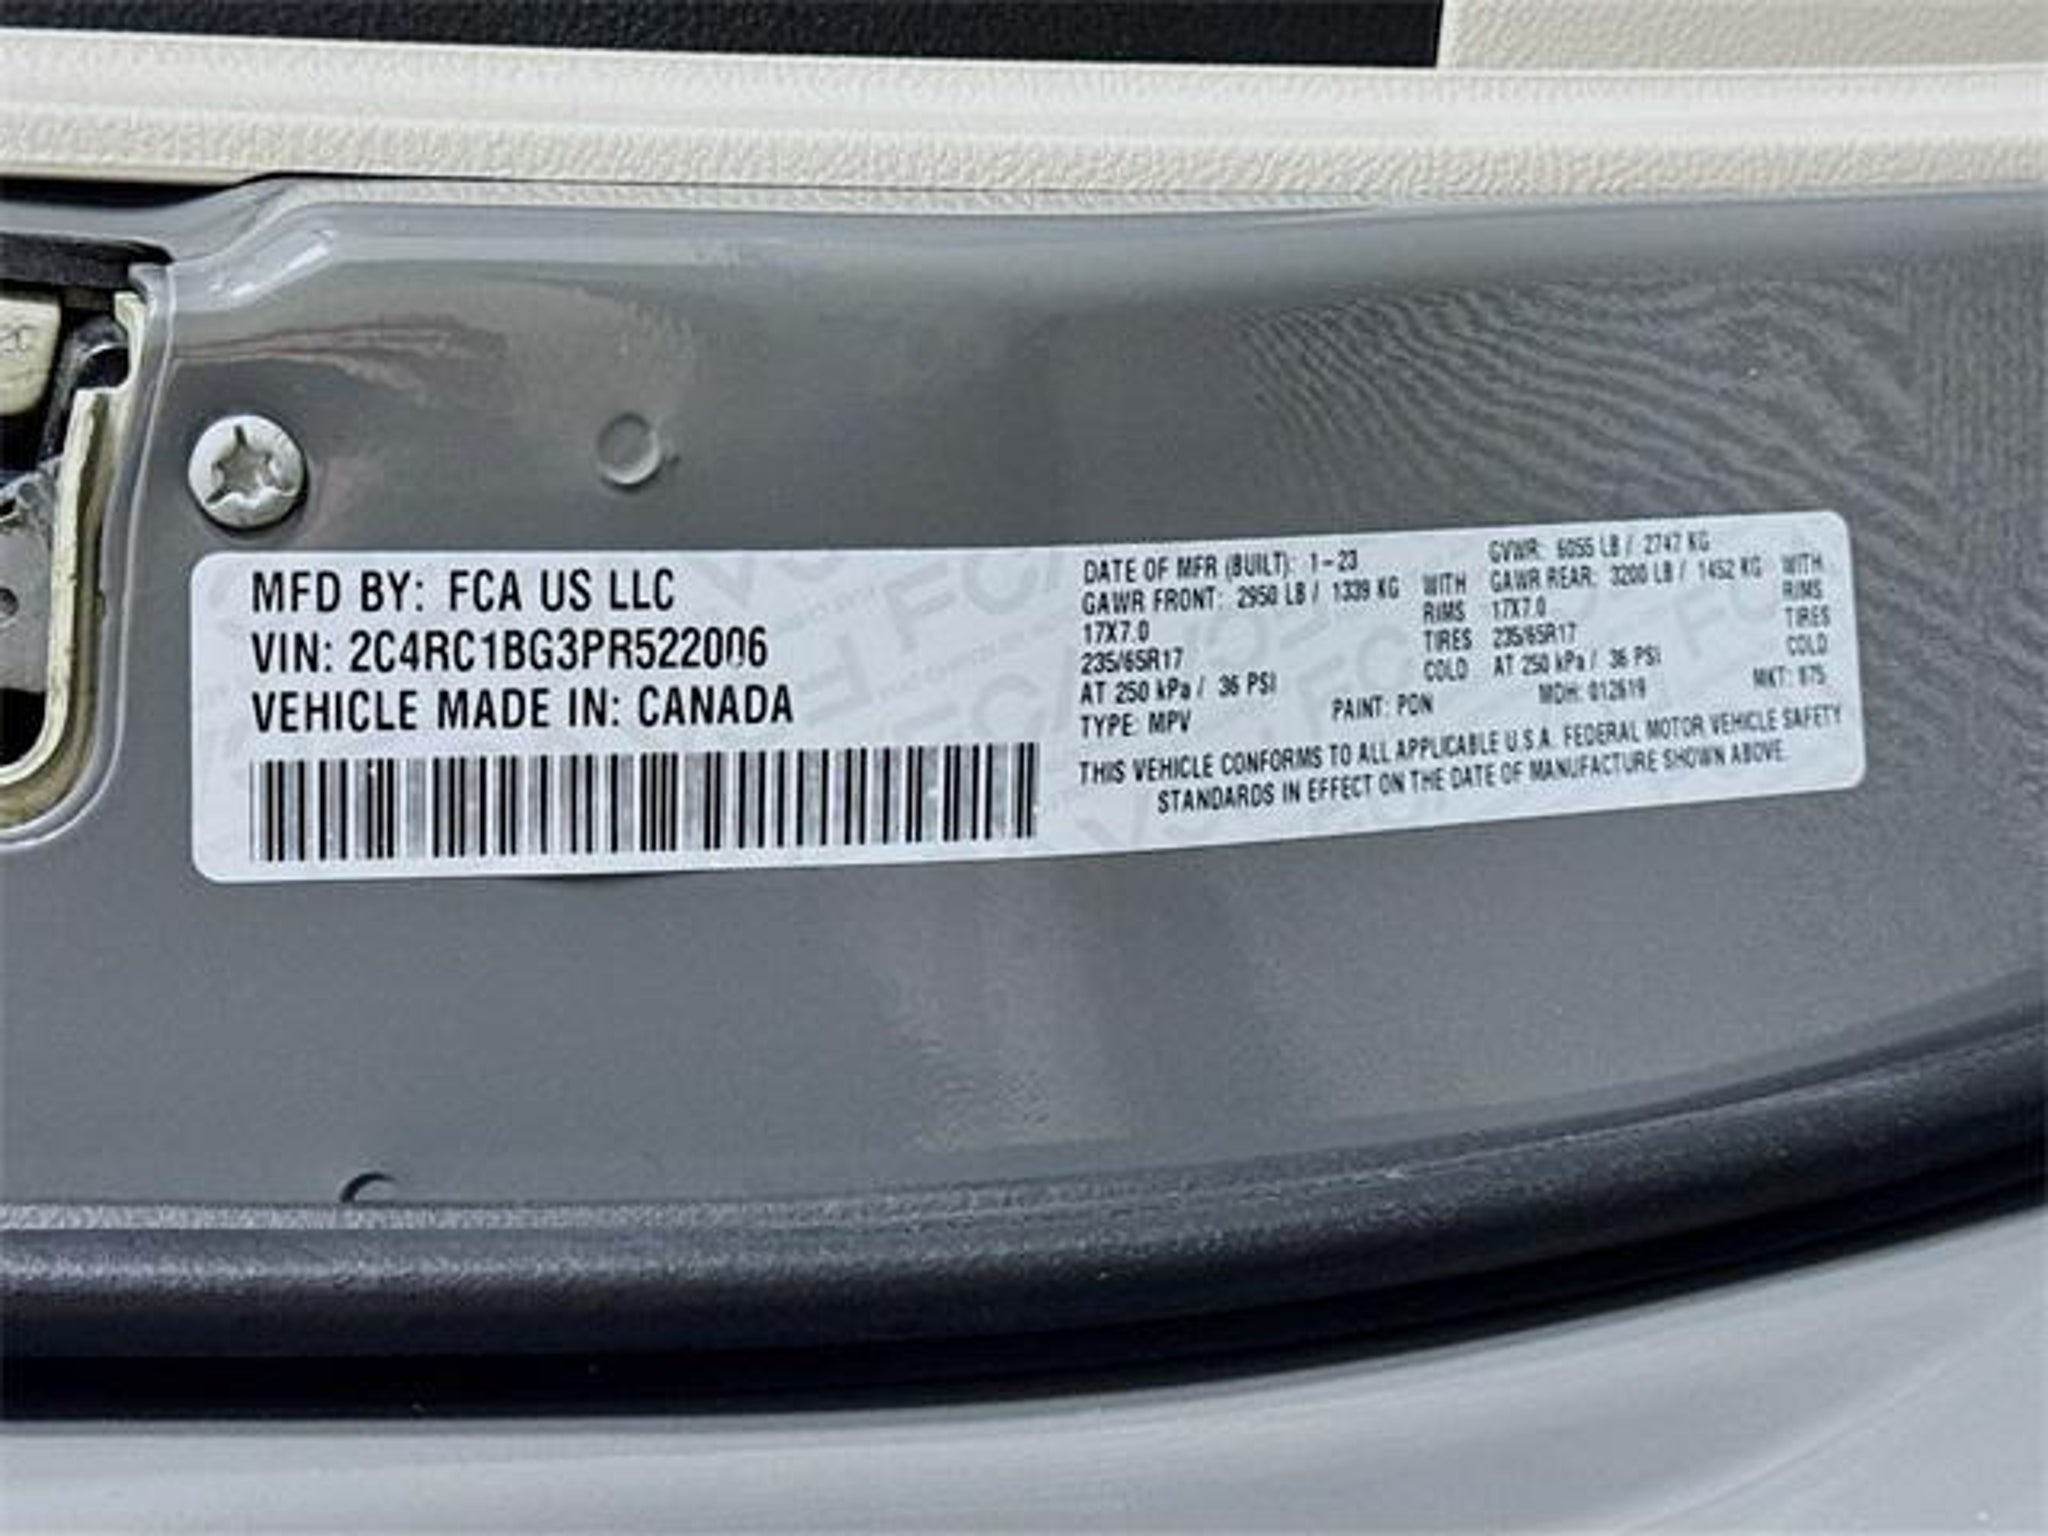 MFD BY: FCA US LLC
VIN: 2C4RC1BG3PR522006
VEHICLE MADE IN: CANADA
DATE OF MFR (BUILT): 1-23 GVWR: 6055 LB / 2747 KG
GAWR FRONT: 2950 LB / 1339 KG WITH GAWR REAR: 3200 LB / 1452 KG WITH
17X7.0 RIMS 17X7.0 RIMS
235/65R17 TIRES 235/65R17 TIRES
AT 250 kPa / 36 PSI COLD AT 250 kPa / 36 PSI COLD
TYPE: MPV PAINT: PDN MDH: 012619 MKT: 875
THIS VEHICLE CONFORMS TO ALL APPLICABLE U.S.A. FEDERAL MOTOR VEHICLE SAFETY
STANDARDS IN EFFECT ON THE DATE OF MANUFACTURE SHOWN ABOVE.